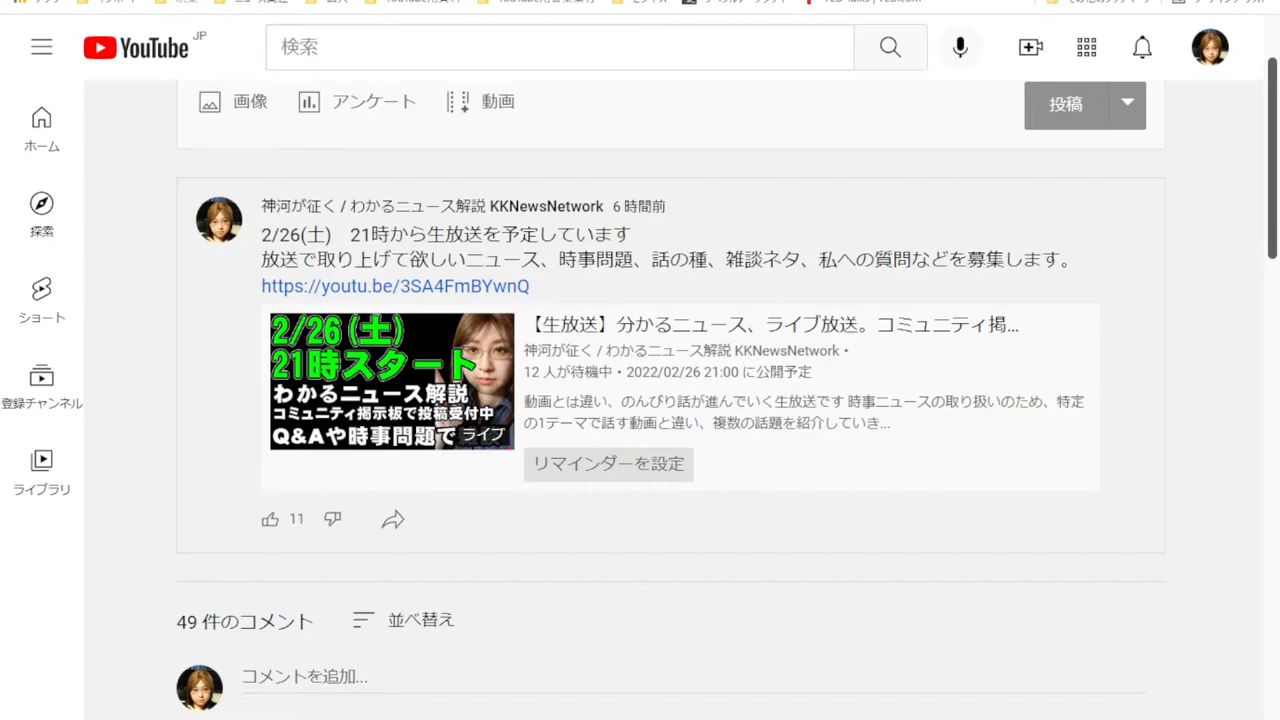 YouTube JP
検索
画像
アンケート
動画
投稿
ホーム
探索
ショート
登録チャンネル
ライブラリ
神河が征く / わかるニュース解説 KKNewsNetwork 6 時間前
2/26(土) 21時から生放送を予定しています
放送で取り上げて欲しいニュース、時事問題、話の種、雑談ネタ、私への質問などを募集します。
https://youtu.be/3SA4FmBYwnQ
2/26(土)
21時スタート
わかるニュース解説
コミュニティ掲示板で投稿受付中
Q&Aや時事問題で
ライブ
【生放送】分かるニュース、ライブ放送。コミュニティ掲...
神河が征く / わかるニュース解説 KKNewsNetwork・
12 人が待機中・2022/02/26 21:00 に公開予定
動画とは違い、のんびり話が進んでいく生放送です 時事ニュースの取り扱いのため、特定
の1テーマで話す動画と違い、複数の話題を紹介していき...
リマインダーを設定
11
49 件のコメント
並べ替え
コメントを追加...